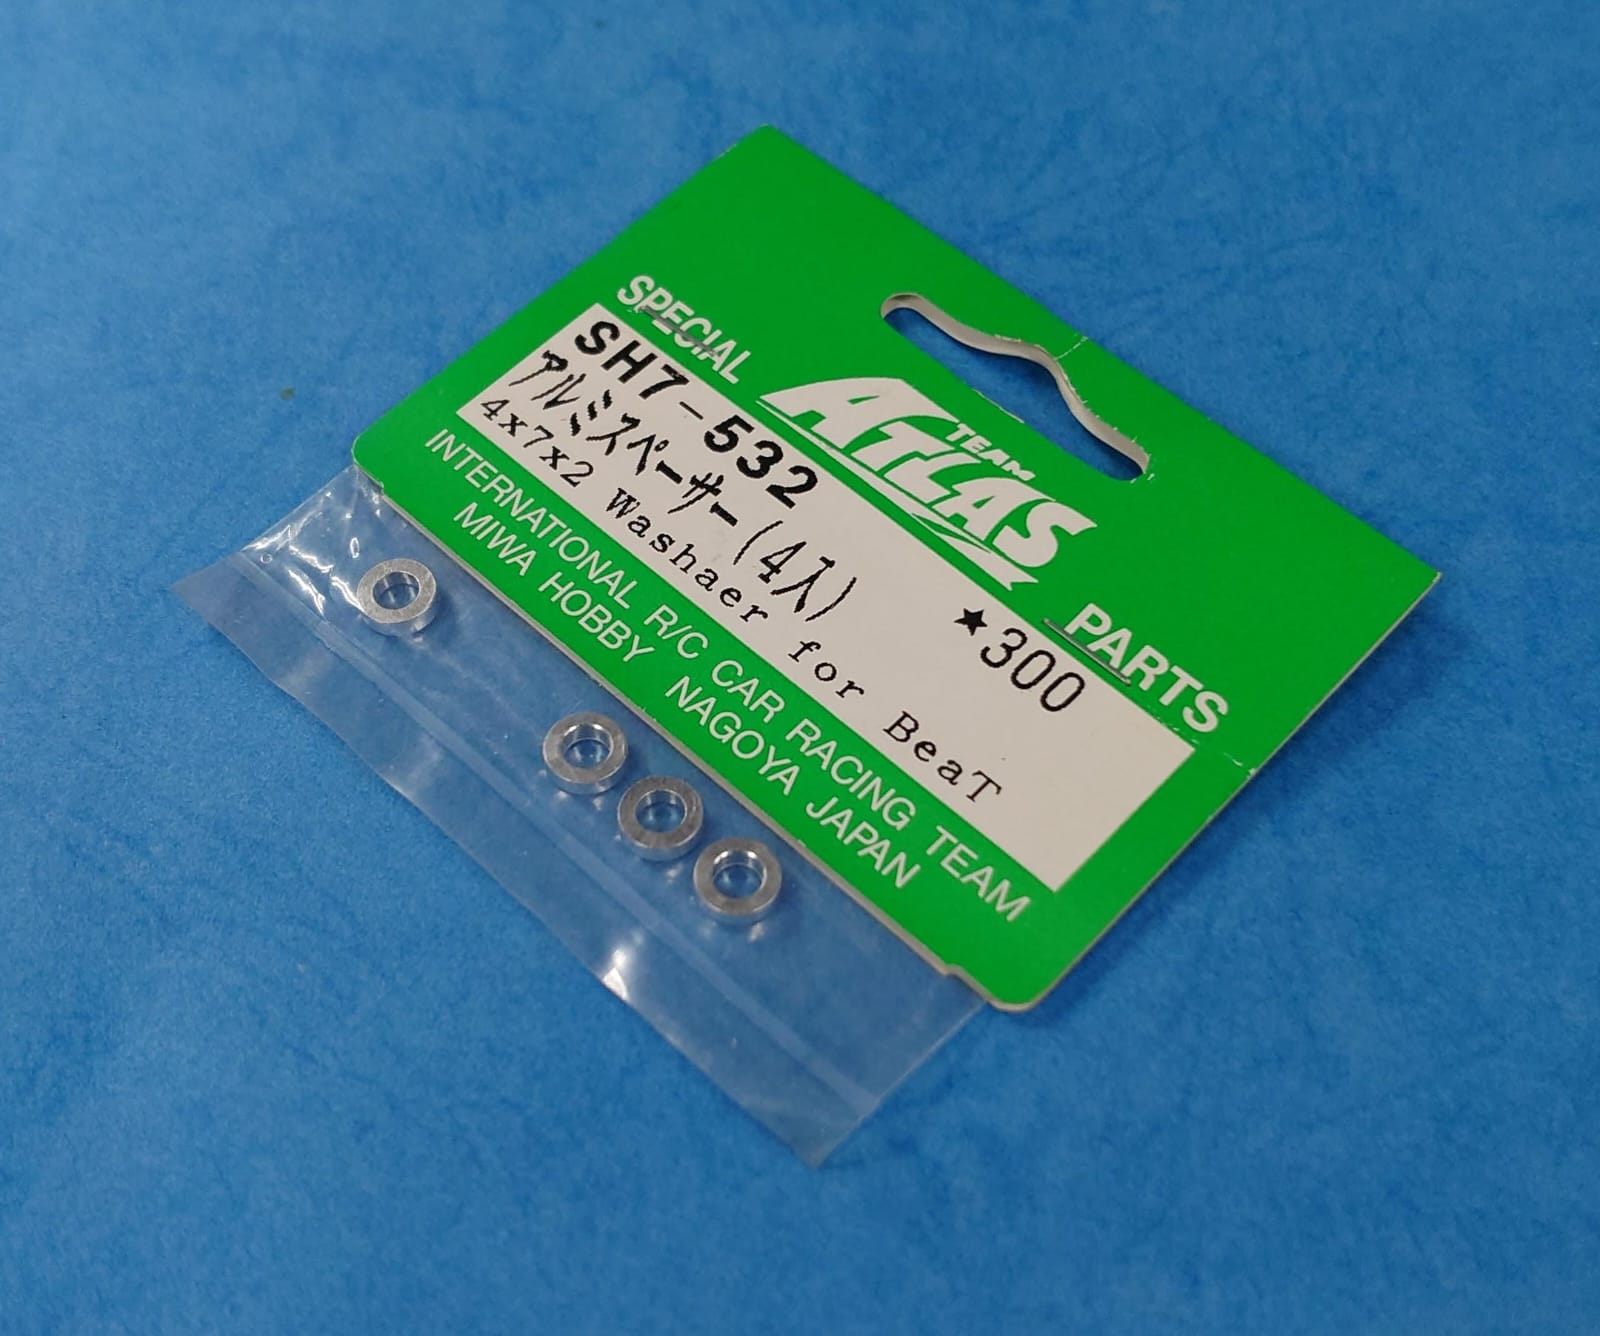 SPECIAL
TEAM
ATLAS
PARTS
SH7-532
★300
アルミスペーサー(4入)
4x7x2 Washaer for BeaT
INTERNATIONAL R/C CAR RACING TEAM
MIWA HOBBY NAGOYA JAPAN